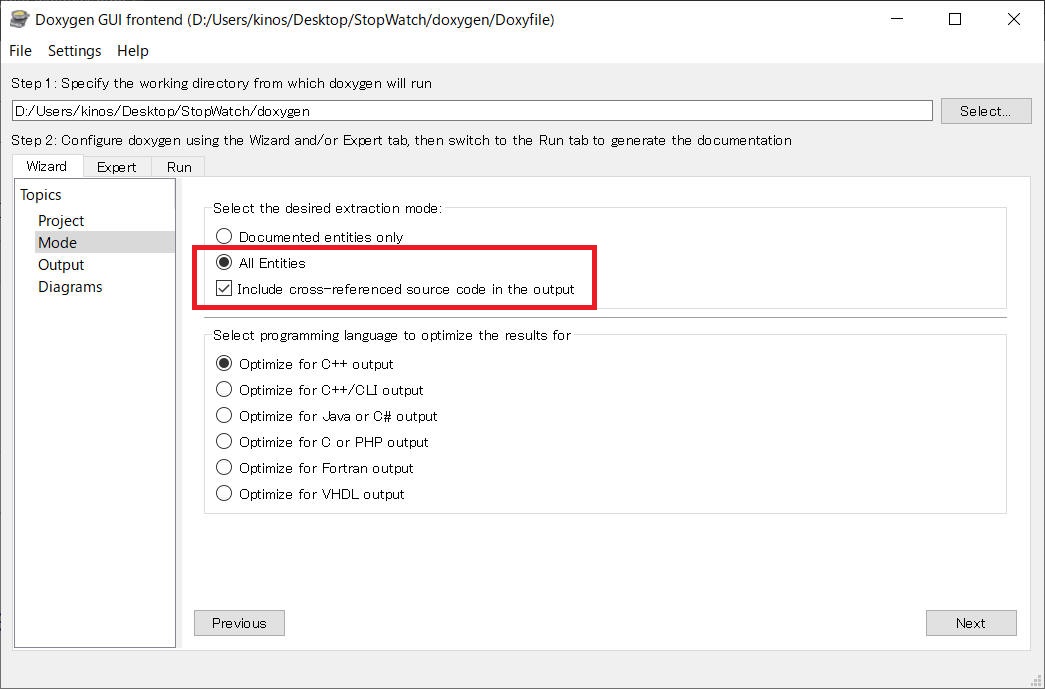 Doxygen GUI frontend (D:/Users/kinos/Desktop/StopWatch/doxygen/Doxyfile)
File Settings Help
Step 1: Specify the working directory from which doxygen will run
D:/Users/kinos/Desktop/StopWatch/doxygen
Select...
Step 2: Configure doxygen using the Wizard and/or Expert tab, then switch to the Run tab to generate the documentation
Wizard Expert Run
Topics
Project
Mode
Output
Diagrams
Select the desired extraction mode:
Documented entities only
All Entities
Include cross-referenced source code in the output
Select programming language to optimize the results for
Optimize for C++ output
Optimize for C++/CLI output
Optimize for Java or C# output
Optimize for C or PHP output
Optimize for Fortran output
Optimize for VHDL output
Previous
Next